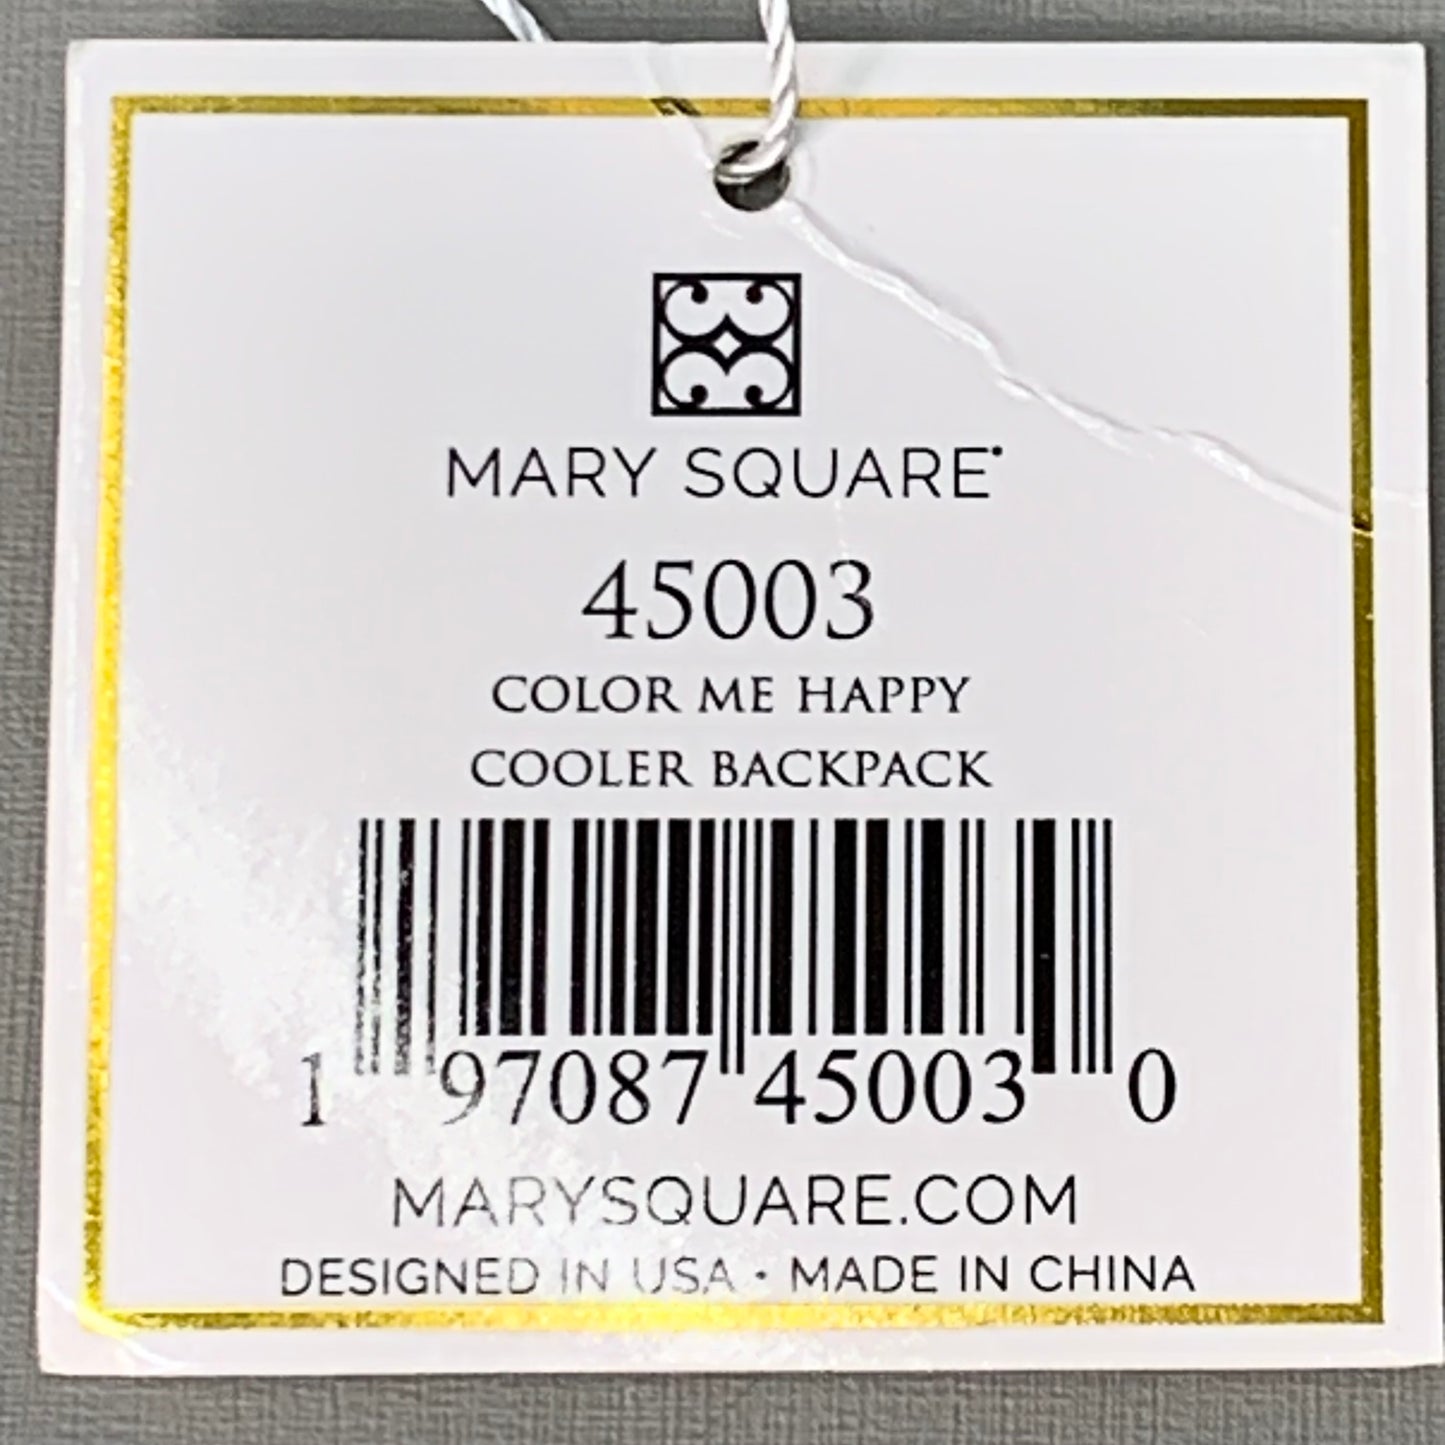 MARY SQUARE
45003
COLOR ME HAPPY
COOLER BACKPACK
1 97087 45003 0
MARYSQUARE.COM
DESIGNED IN USA • MADE IN CHINA